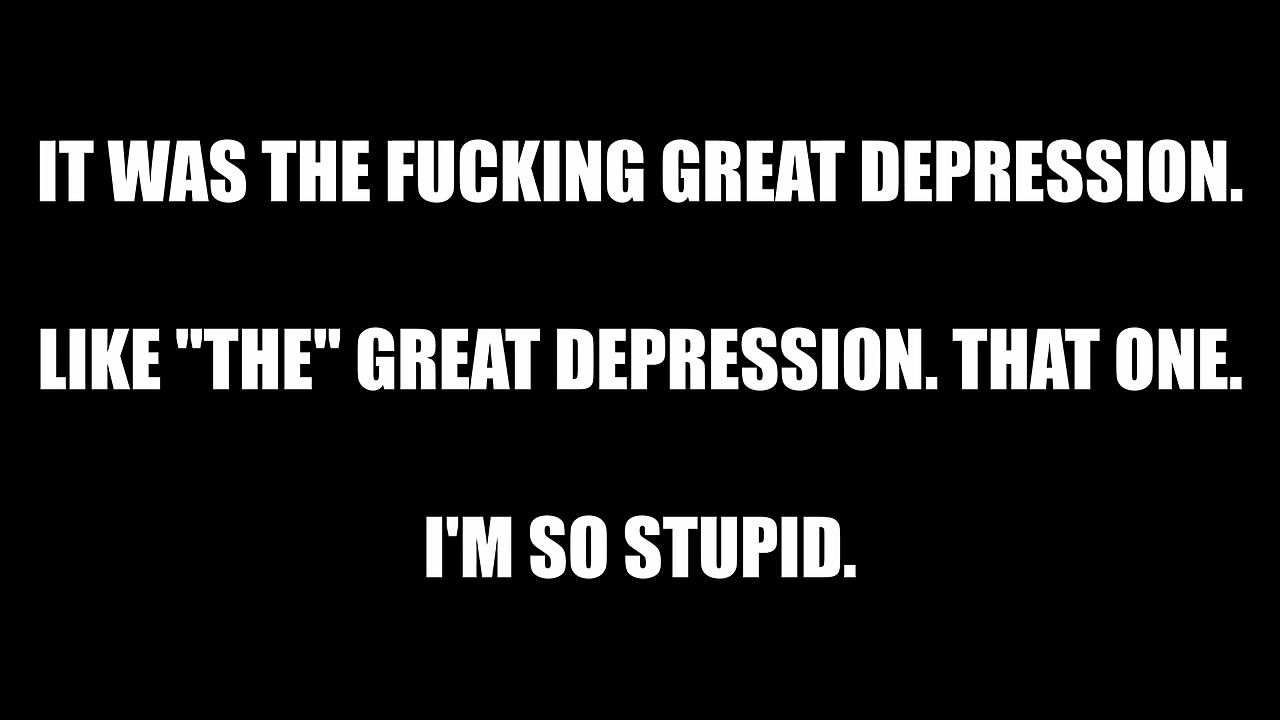 IT WAS THE FUCKING GREAT DEPRESSION.
LIKE "THE" GREAT DEPRESSION. THAT ONE.
I'M SO STUPID.